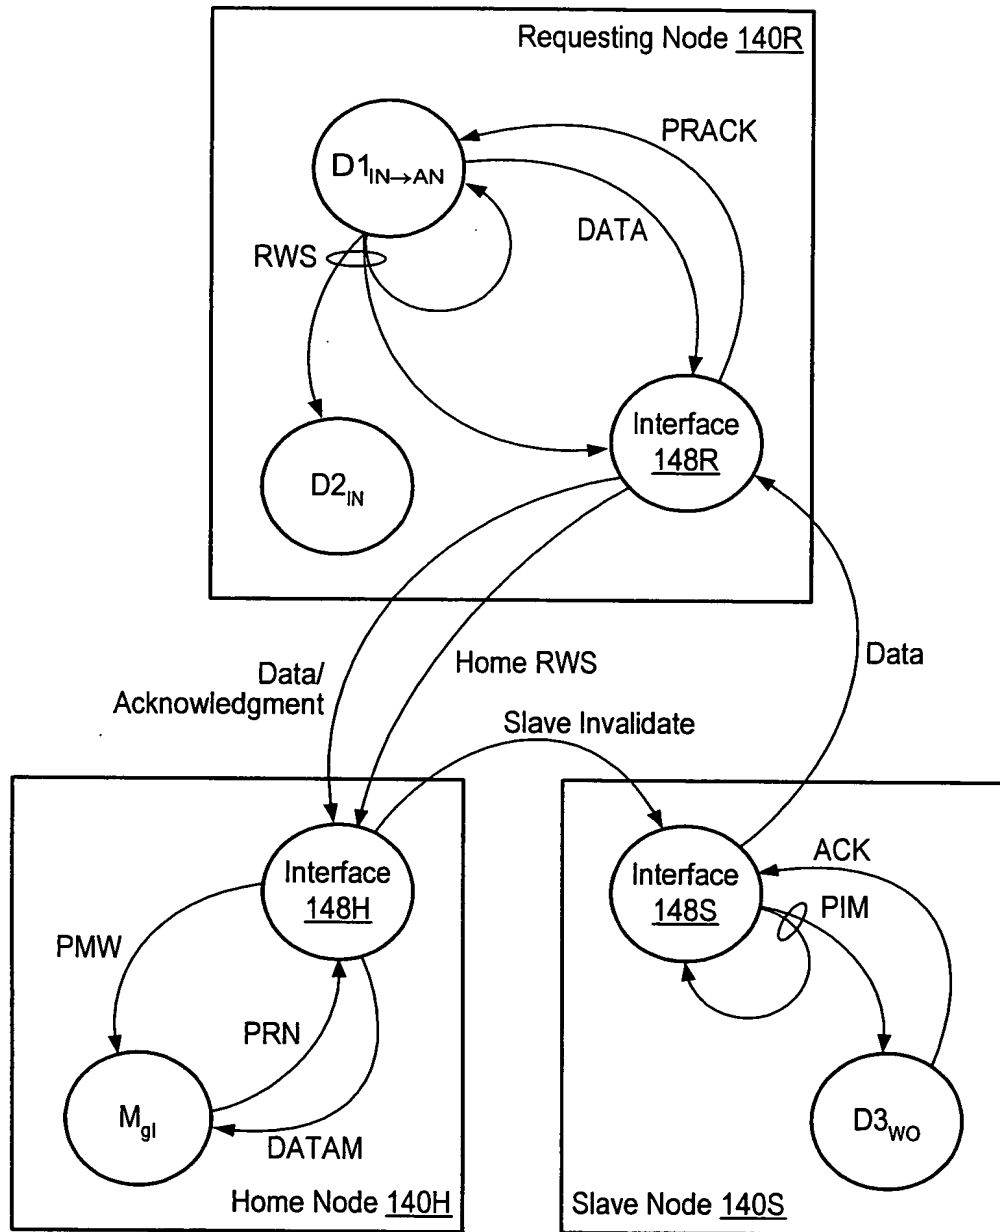 Requesting Node 140R
D1IN→AN
PRACK
DATA
RWS
Interface
148R
D2IN
Data/
Acknowledgment
Home RWS
Data
Slave Invalidate
Interface
148H
Interface
148S
ACK
PIM
PMW
PRN
MgI
DATAM
D3WO
Home Node 140H
Slave Node 140S